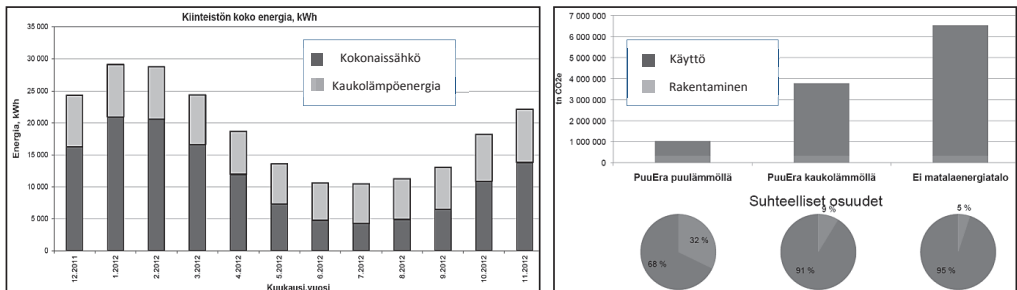 Kiinteistön koko energia, kWh
Energia, kWh
35 000
30 000
25 000
20 000
15 000
10 000
5 000
0
Kokonaissähkö
Kaukolämpöenergia
12.2011
1.2012
2.2012
3.2012
4.2012
5.2012
6.2012
7.2012
8.2012
9.2012
10.2012
11.2012
Kuukausi.vuosi
tn CO2e
7 000 000
6 000 000
5 000 000
4 000 000
3 000 000
2 000 000
1 000 000
0
Käyttö
Rakentaminen
PuuEra puulämmöllä
PuuEra kaukolämmöllä
Ei matalaenergiatalo
Suhteelliset osuudet
32 %
68 %
9 %
91 %
5 %
95 %